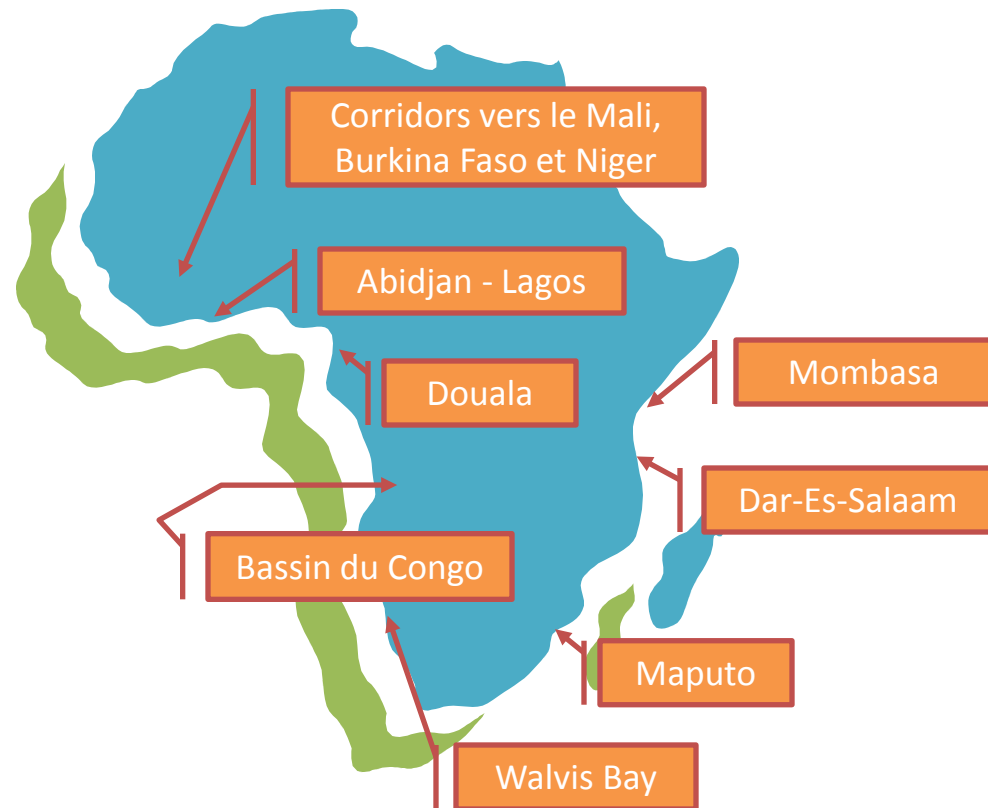 Corridors vers le Mali,
Burkina Faso et Niger
Abidjan - Lagos
Douala
Mombasa
Dar-Es-Salaam
Bassin du Congo
Maputo
Walvis Bay